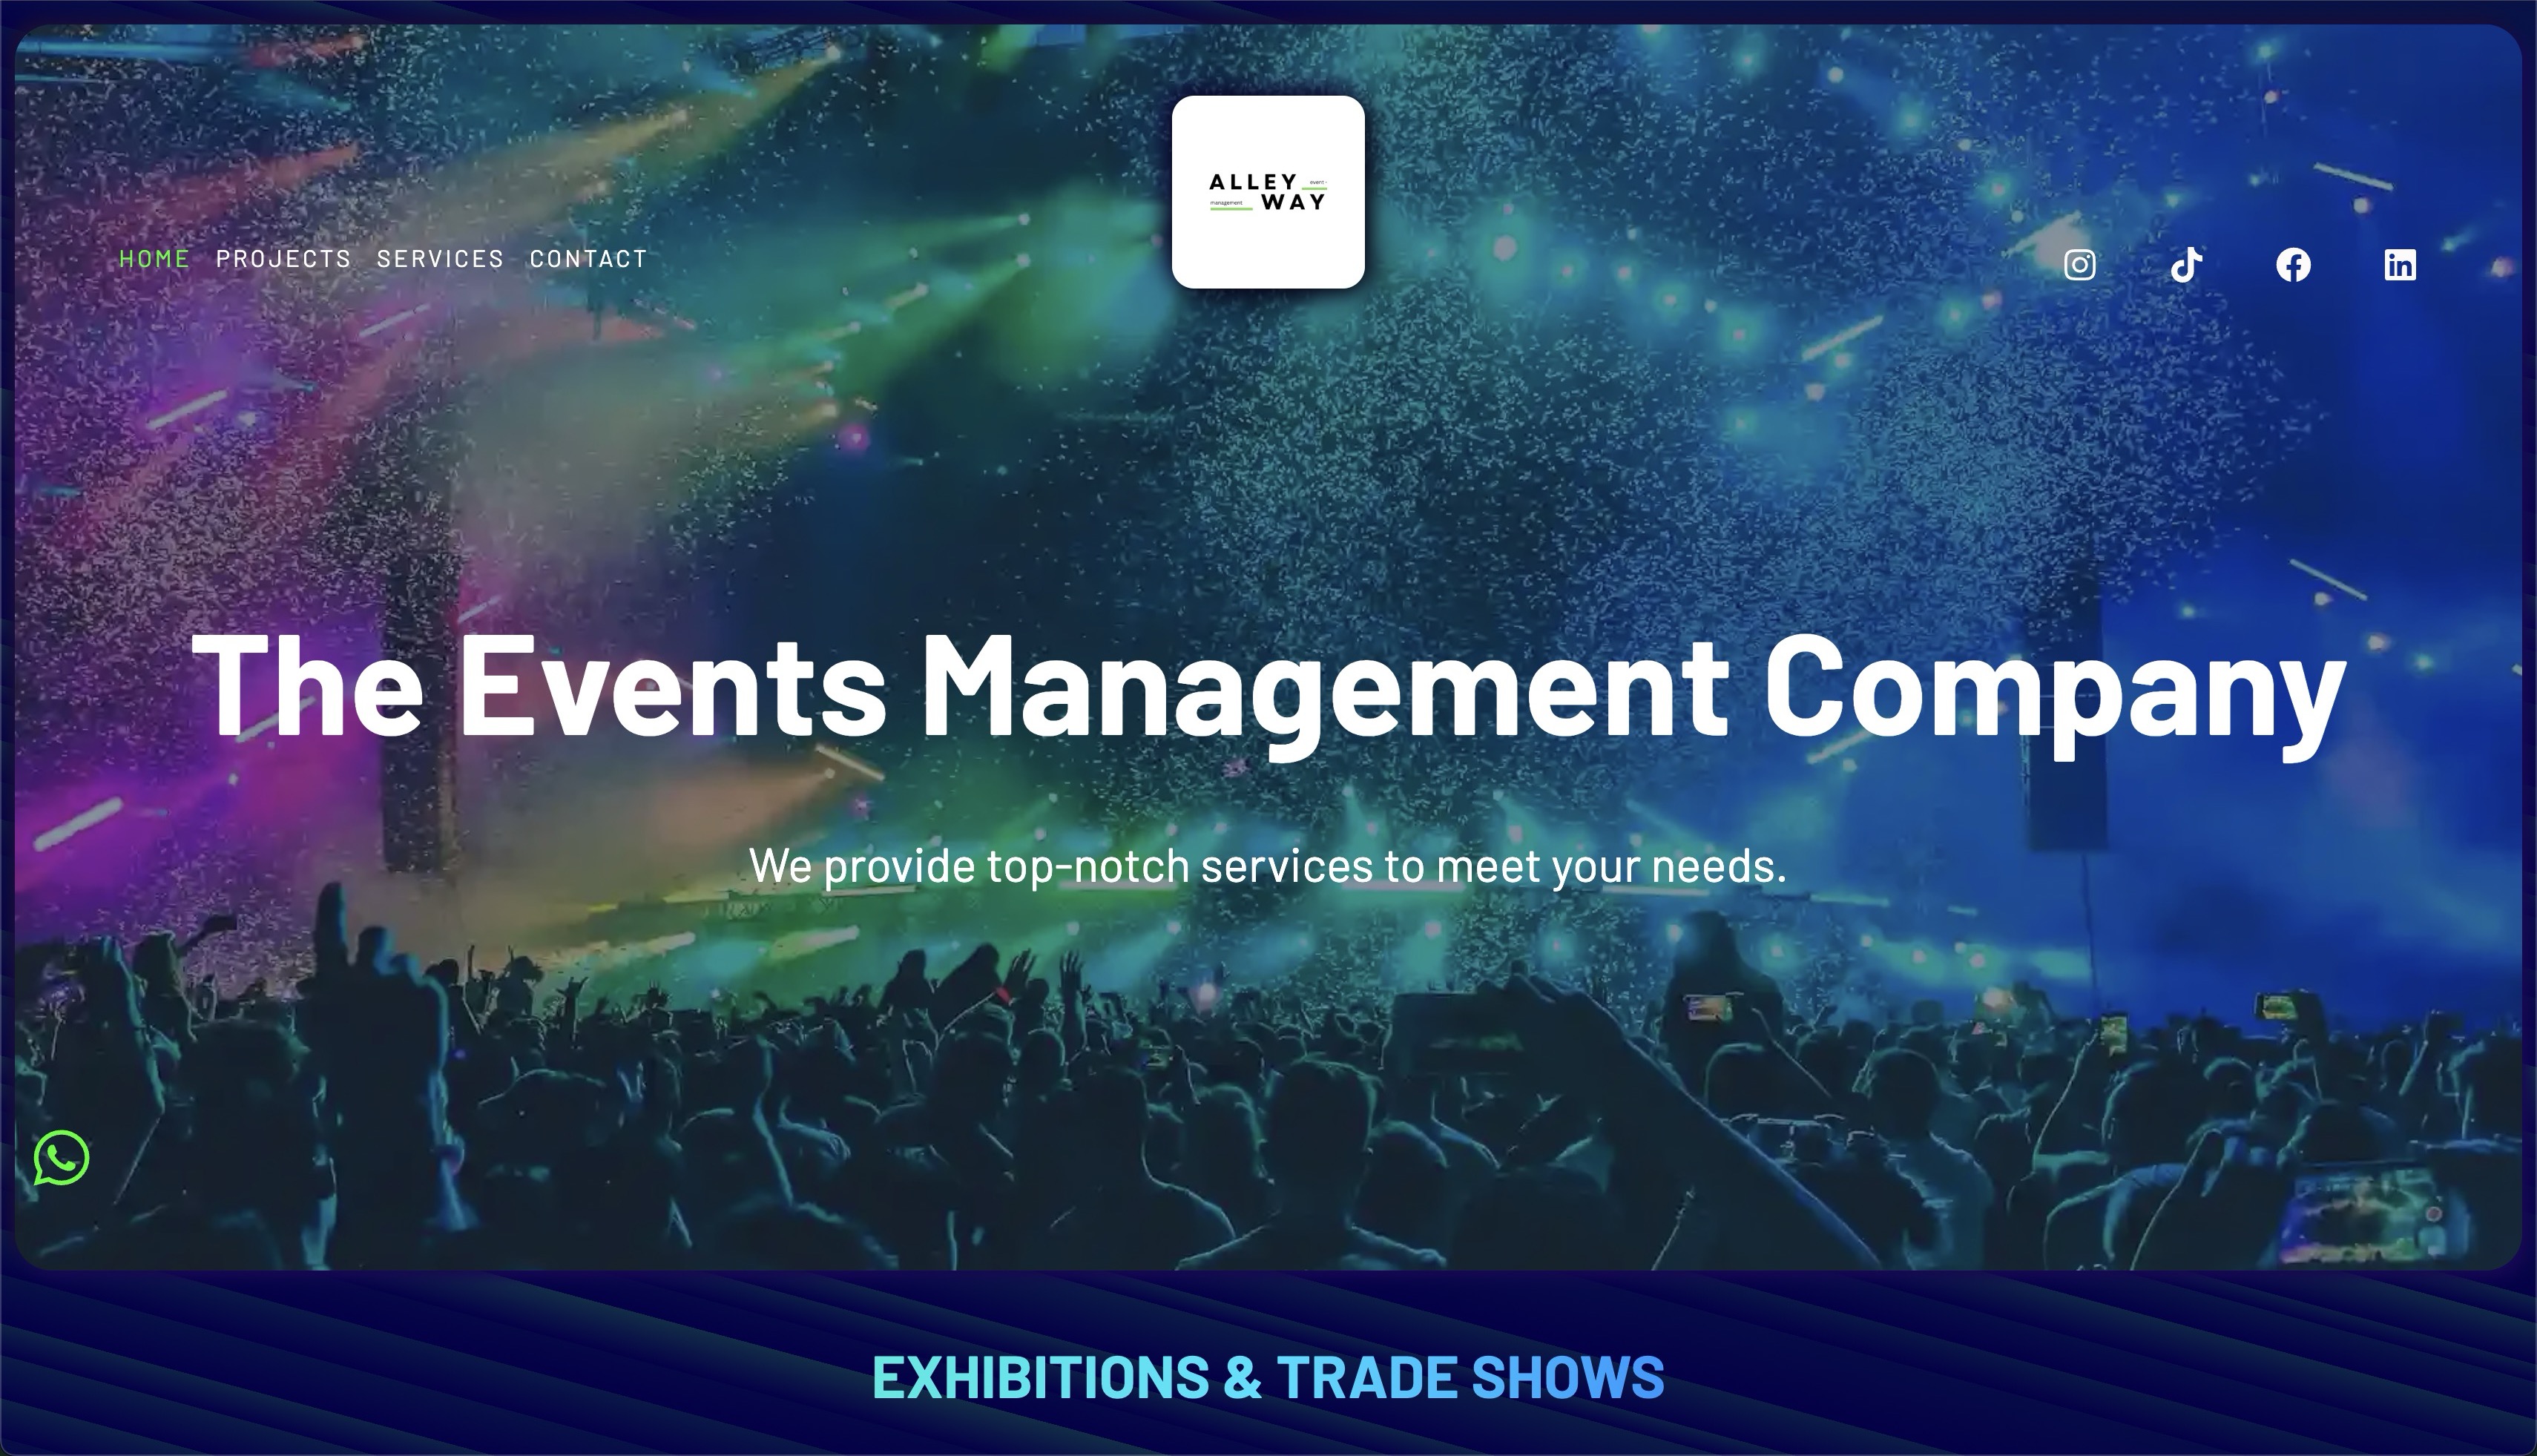 ALLEY event -
management WAY
HOME PROJECTS SERVICES CONTACT
The Events Management Company
We provide top-notch services to meet your needs.
EXHIBITIONS & TRADE SHOWS